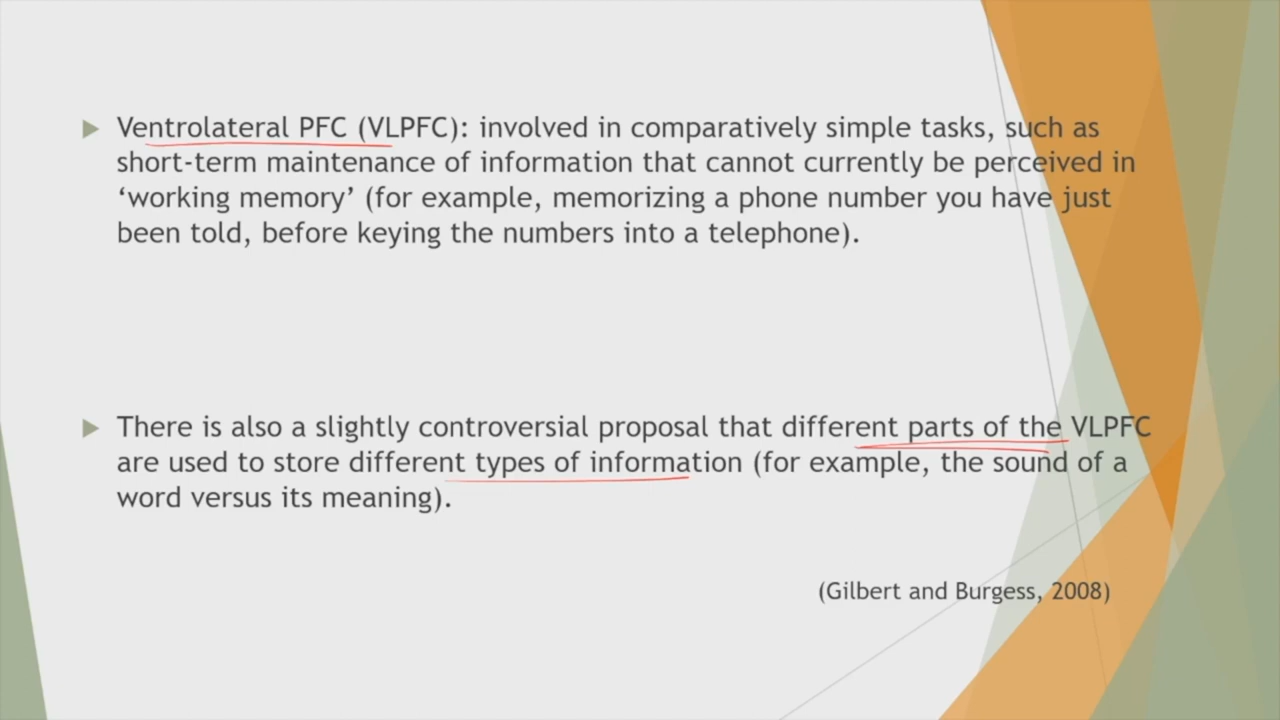 Ventrolateral PFC (VLPFC): involved in comparatively simple tasks, such as
short-term maintenance of information that cannot currently be perceived in
‘working memory’ (for example, memorizing a phone number you have just
been told, before keying the numbers into a telephone).
There is also a slightly controversial proposal that different parts of the VLPFC
are used to store different types of information (for example, the sound of a
word versus its meaning).
(Gilbert and Burgess, 2008)